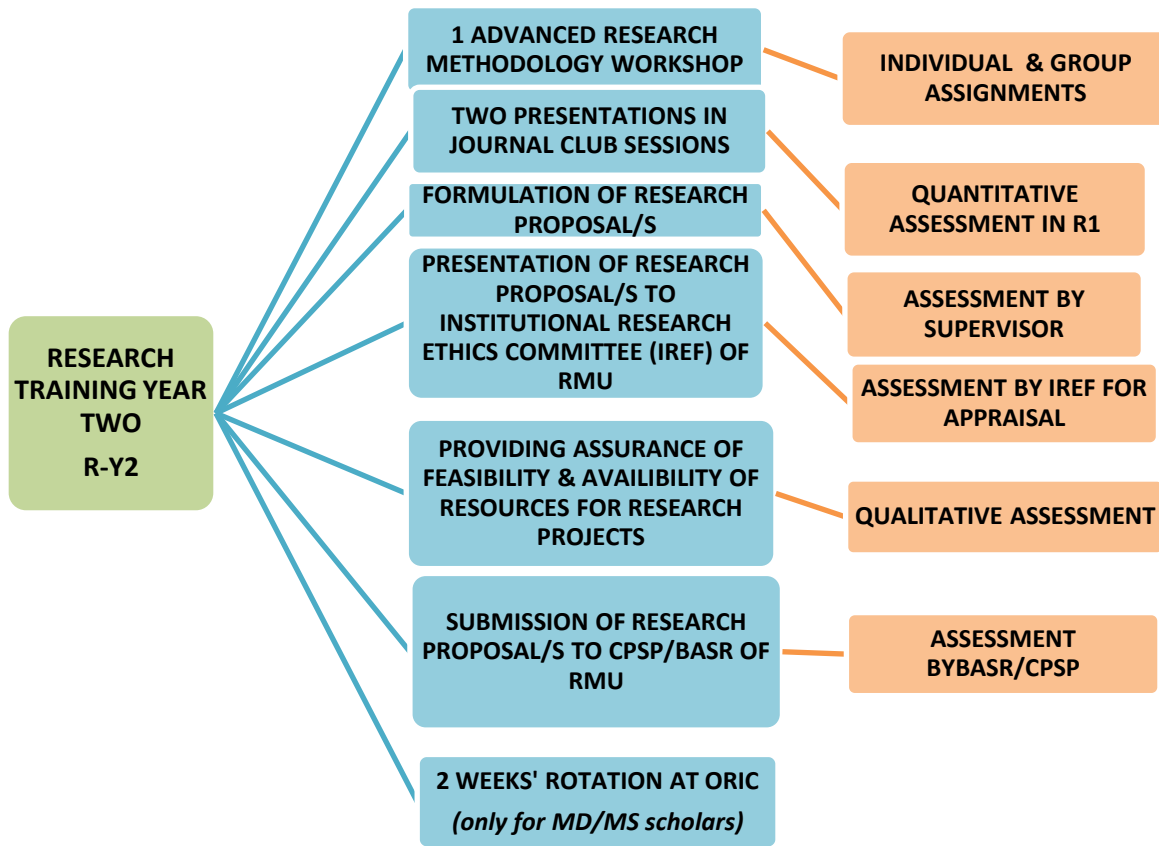 RESEARCH
TRAINING YEAR
TWO
R-Y2
1 ADVANCED RESEARCH
METHODOLOGY WORKSHOP
TWO PRESENTATIONS IN
JOURNAL CLUB SESSIONS
FORMULATION OF RESEARCH
PROPOSAL/S
PRESENTATION OF RESEARCH
PROPOSAL/S TO
INSTITUTIONAL RESEARCH
ETHICS COMMITTEE (IREF) OF
RMU
PROVIDING ASSURANCE OF
FEASIBILITY & AVAILIBILITY OF
RESOURCES FOR RESEARCH
PROJECTS
SUBMISSION OF RESEARCH
PROPOSAL/S TO CPSP/BASR OF
RMU
2 WEEKS' ROTATION AT ORIC
(only for MD/MS scholars)
INDIVIDUAL & GROUP
ASSIGNMENTS
QUANTITATIVE
ASSESSMENT IN R1
ASSESSMENT BY
SUPERVISOR
ASSESSMENT BY IREF FOR
APPRAISAL
QUALITATIVE ASSESSMENT
ASSESSMENT
BYBASR/CPSP